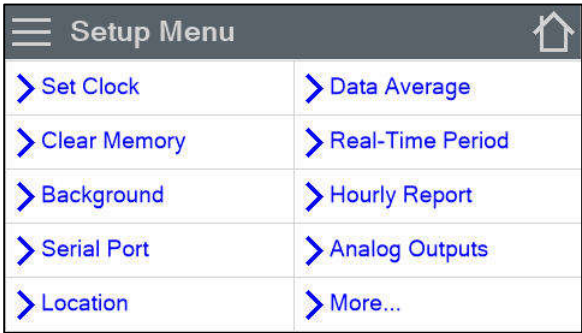 Setup Menu
Set Clock
Data Average
Clear Memory
Real-Time Period
Background
Hourly Report
Serial Port
Analog Outputs
Location
More...